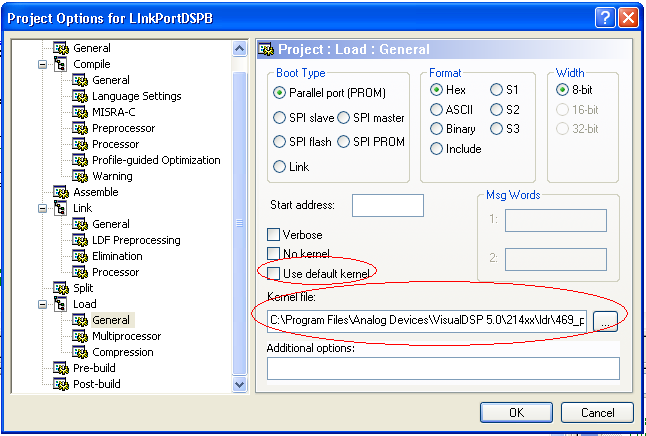 Project Options for LInkPortDSPB
General
Compile
General
Language Settings
MISRA-C
Preprocessor
Processor
Profile-guided Optimization
Warning
Assemble
Link
General
LDF Preprocessing
Elimination
Processor
Split
Load
General
Multiprocessor
Compression
Pre-build
Post-build
Project : Load : General
Boot Type
Parallel port (PROM)
SPI slave SPI master
SPI flash SPI PROM
Link
Format
Hex S1
ASCII S2
Binary S3
Include
Width
8-bit
16-bit
32-bit
Start address:
Msg Words
1:
2:
Verbose
No kernel
Use default kernel
Kernel file:
C:\Program Files\Analog Devices\VisualDSP 5.0\214xx\ldr\469_p
...
Additional options:
OK Cancel